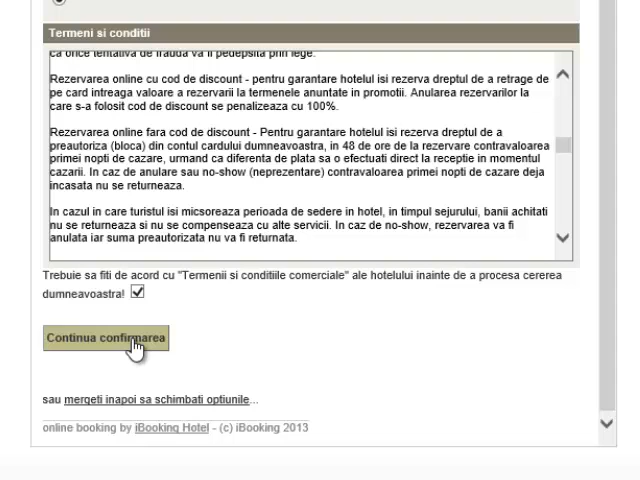 Termeni si conditii
ca orice tentativa de frauda va fi pedepsita prin lege.
Rezervarea online cu cod de discount - pentru garantare hotelul isi rezerva dreptul de a retrage de
pe card intreaga valoare a rezervarii la termenele anuntate in promotii. Anularea rezervarilor la
care s-a folosit cod de discount se penalizeaza cu 100%.
Rezervarea online fara cod de discount - Pentru garantare hotelul isi rezerva dreptul de a
preautoriza (bloca) din contul cardului dumneavoastra, in 48 de ore de la rezervare contravaloarea
primei nopti de cazare, urmand ca diferenta de plata sa o efectuati direct la receptie in momentul
cazarii. In caz de anulare sau no-show (neprezentare) contravaloarea primei nopti de cazare deja
incasata nu se returneaza.
In cazul in care turistul isi micsoreaza perioada de sedere in hotel, in timpul sejurului, banii achitati
nu se returneaza si nu se compenseaza cu alte servicii. In caz de no-show, rezervarea va fi
anulata iar suma preautorizata nu va fi returnata.
Trebuie sa fiti de acord cu "Termenii si conditiile comerciale" ale hotelului inainte de a procesa cererea
dumneavoastra!
Continua confirmarea
sau mergeti inapoi sa schimbati optiunile...
online booking by iBooking Hotel - (c) iBooking 2013